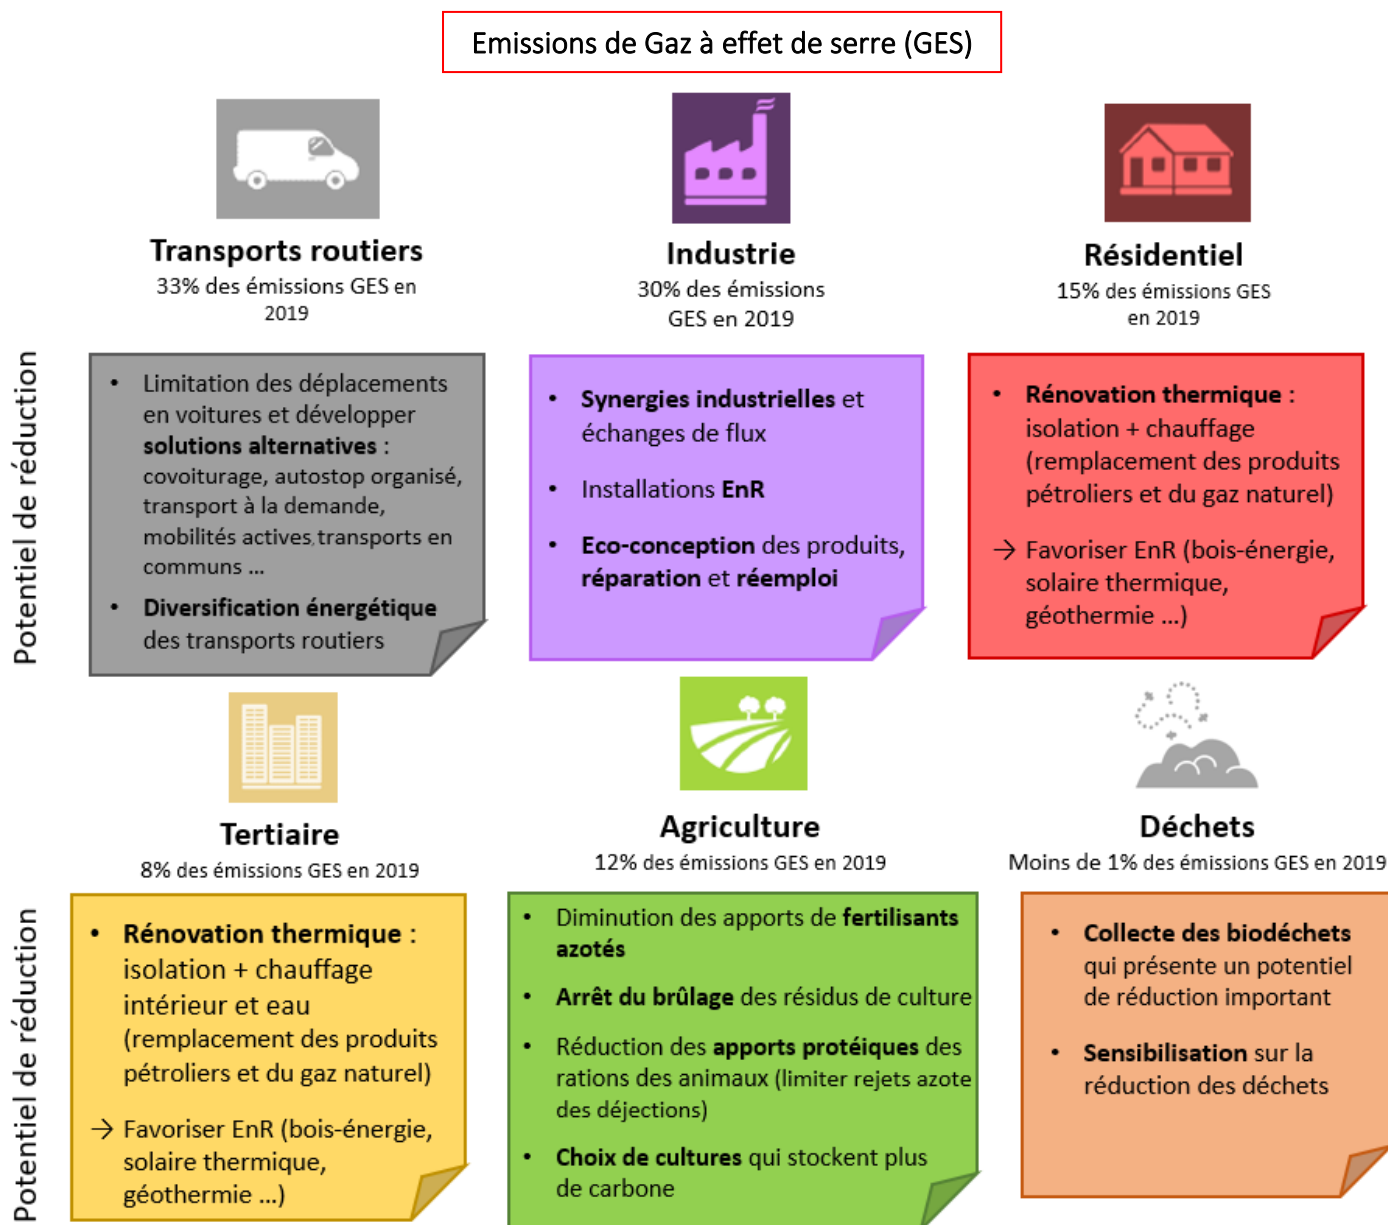 Emissions de Gaz à effet de serre (GES)
Transports routiers
33% des émissions GES en
2019
Industrie
30% des émissions
GES en 2019
Résidentiel
15% des émissions GES
en 2019
Potentiel de réduction
• Limitation des déplacements
en voitures et développer
solutions alternatives :
covoiturage, autostop organisé,
transport à la demande,
mobilités actives, transports en
communs ...
• Diversification énergétique
des transports routiers
• Synergies industrielles et
échanges de flux
• Installations EnR
• Eco-conception des produits,
réparation et réemploi
• Rénovation thermique :
isolation + chauffage
(remplacement des produits
pétroliers et du gaz naturel)
→ Favoriser EnR (bois-énergie,
solaire thermique,
géothermie ...)
Tertiaire
8% des émissions GES en 2019
Agriculture
12% des émissions GES en 2019
Déchets
Moins de 1% des émissions GES en 2019
Potentiel de réduction
• Rénovation thermique :
isolation + chauffage
intérieur et eau
(remplacement des produits
pétroliers et du gaz naturel)
→ Favoriser EnR (bois-énergie,
solaire thermique,
géothermie ...)
• Diminution des apports de fertilisants
azotés
• Arrêt du brûlage des résidus de culture
• Réduction des apports protéiques des
rations des animaux (limiter rejets azote
des déjections)
• Choix de cultures qui stockent plus
de carbone
• Collecte des biodéchets
qui présente un potentiel
de réduction important
• Sensibilisation sur la
réduction des déchets